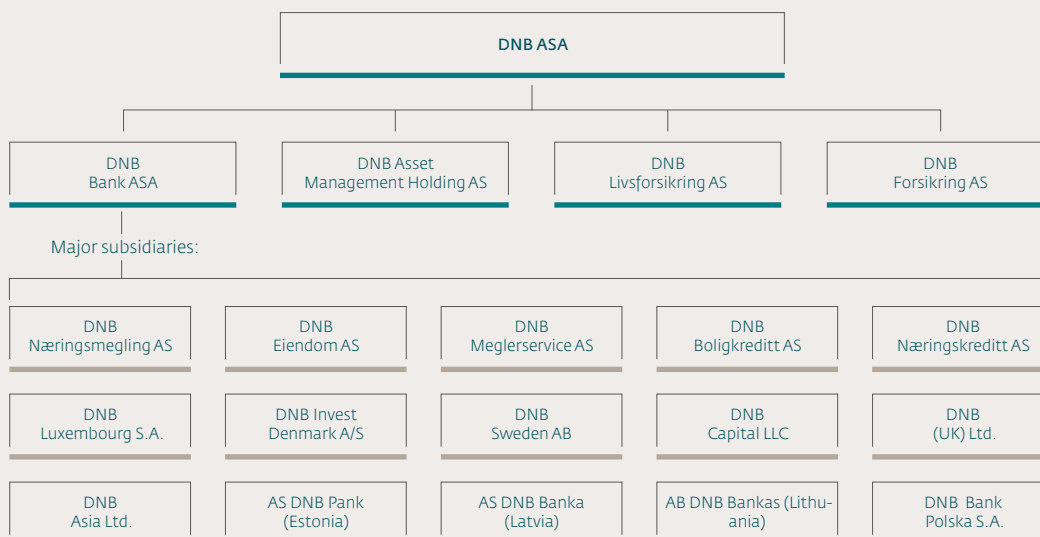 DNB ASA
DNB
Bank ASA
DNB Asset
Management Holding AS
DNB
Livsforsikring AS
DNB
Forsikring AS
Major subsidiaries:
DNB
Næringsmegling AS
DNB
Eiendom AS
DNB
Meglerservice AS
DNB
Boligkreditt AS
DNB
Næringskreditt AS
DNB
Luxembourg S.A.
DNB Invest
Denmark A/S
DNB
Sweden AB
DNB
Capital LLC
DNB
(UK) Ltd.
DNB
Asia Ltd.
AS DNB Pank
(Estonia)
AS DNB Banka
(Latvia)
AB DNB Bankas (Lithu-
ania)
DNB Bank
Polska S.A.